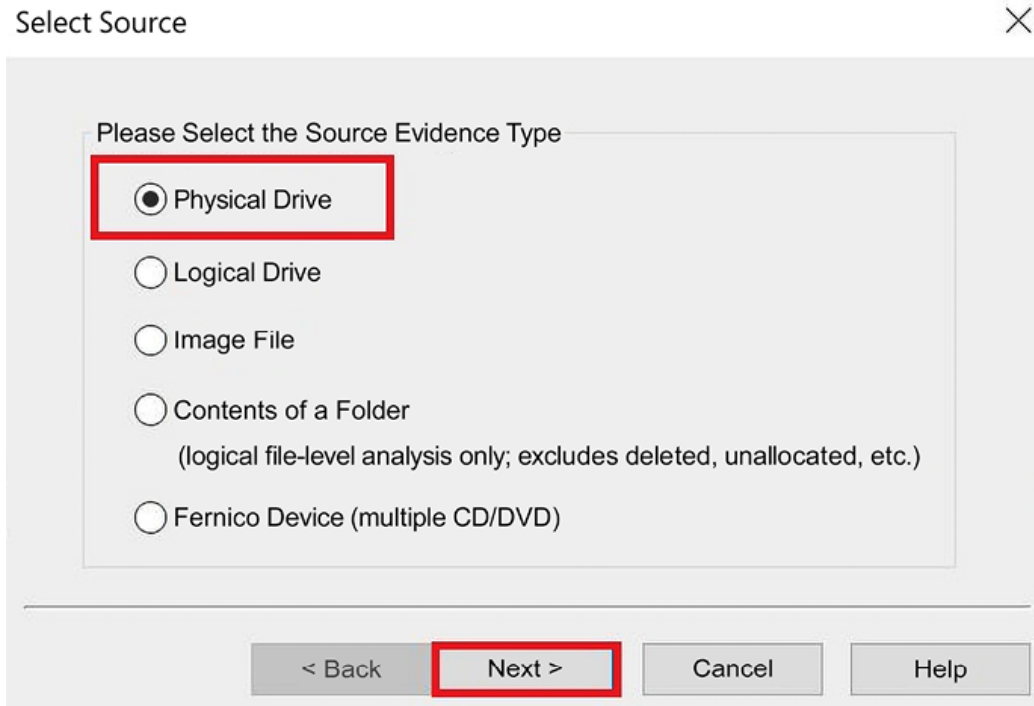 Select Source
Please Select the Source Evidence Type
Physical Drive
Logical Drive
Image File
Contents of a Folder
(logical file-level analysis only; excludes deleted, unallocated, etc.)
Fernico Device (multiple CD/DVD)
< Back
Next >
Cancel
Help